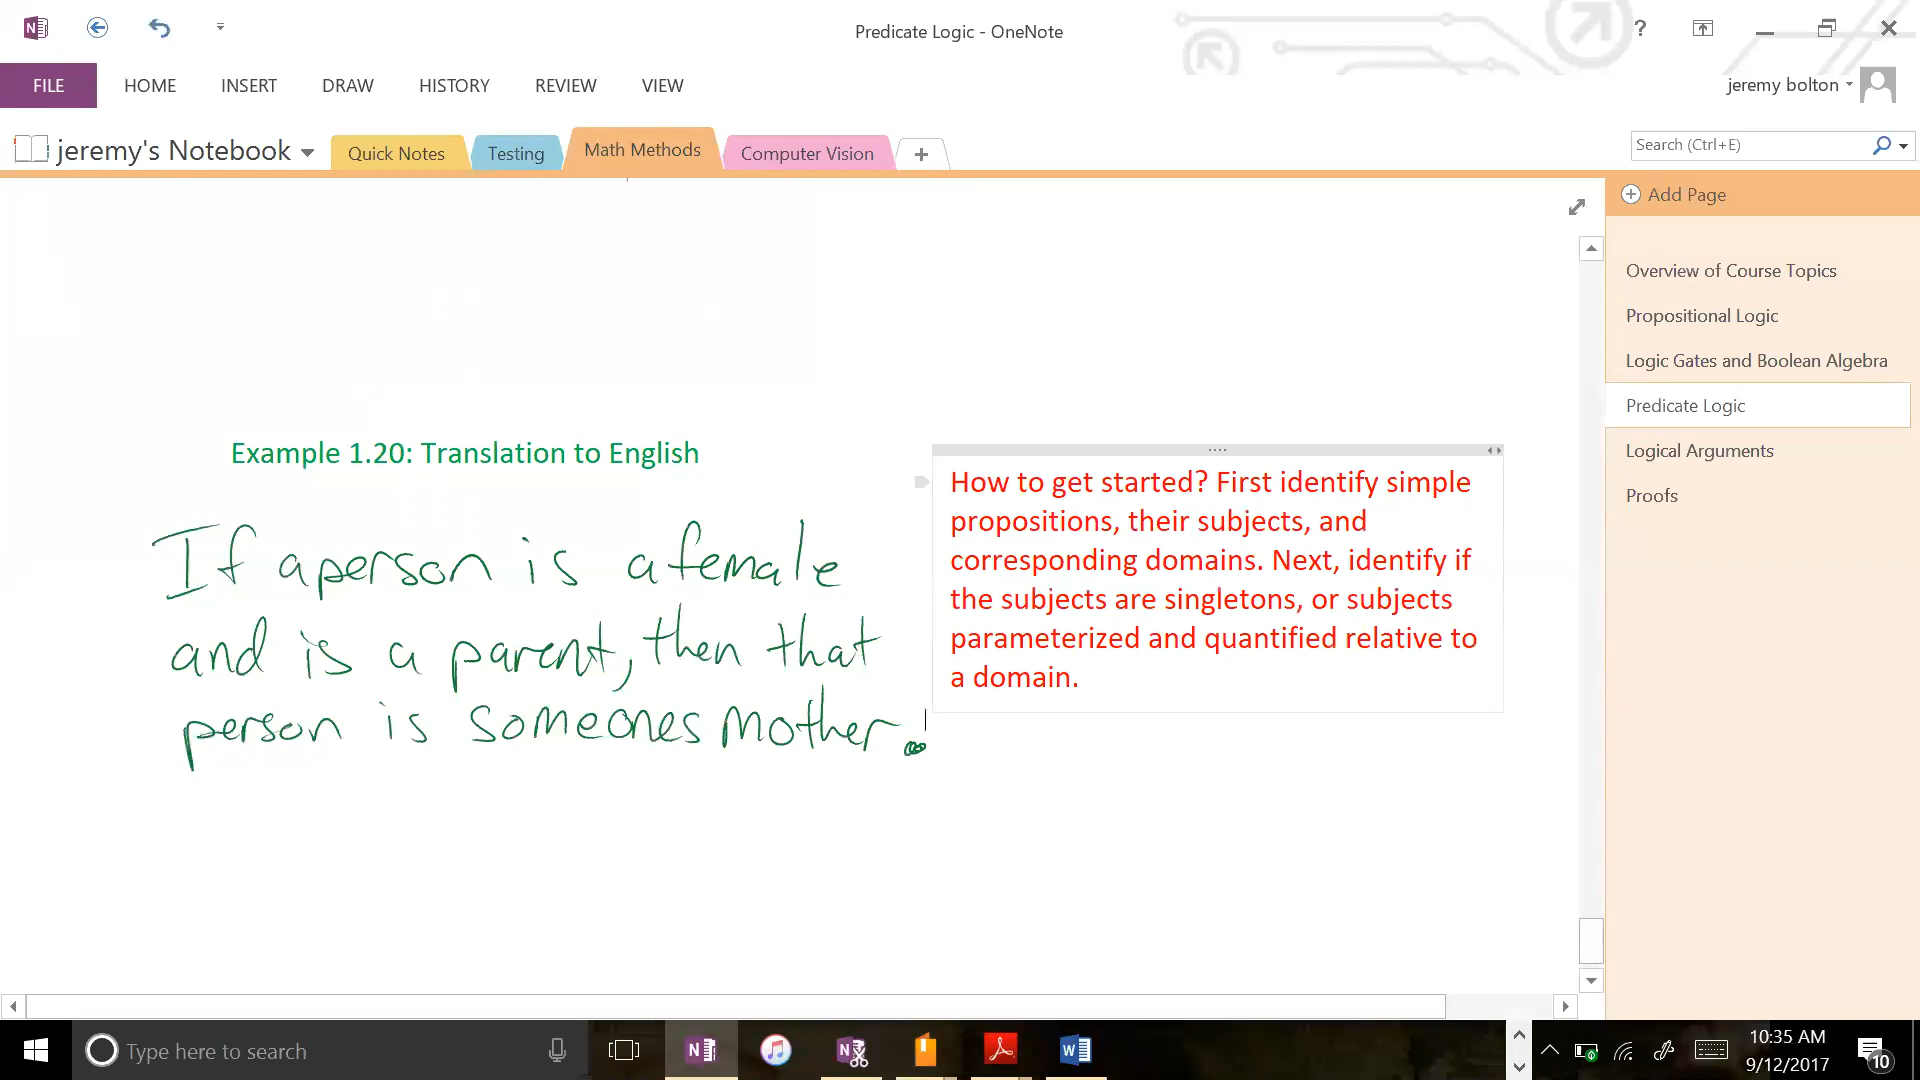 Predicate Logic - OneNote
?
FILE HOME INSERT DRAW HISTORY REVIEW VIEW
jeremy bolton
jeremy's Notebook Quick Notes Testing Math Methods Computer Vision +
Search (Ctrl+E)
Add Page
Overview of Course Topics
Propositional Logic
Logic Gates and Boolean Algebra
Predicate Logic
Logical Arguments
Proofs
Example 1.20: Translation to English
If a person is a female
and is a parent, then that
person is someones mother.
How to get started? First identify simple
propositions, their subjects, and
corresponding domains. Next, identify if
the subjects are singletons, or subjects
parameterized and quantified relative to
a domain.
Type here to search
10:35 AM
9/12/2017
10